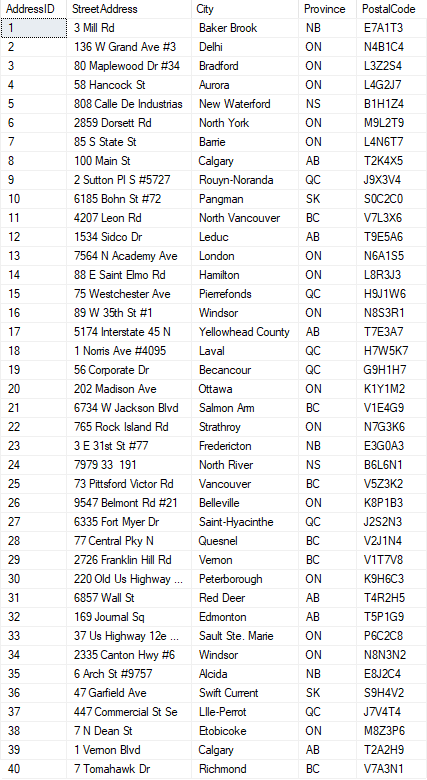 AddressID StreetAddress City Province PostalCode
1 3 Mill Rd Baker Brook NB E7A1T3
2 136 W Grand Ave #3 Delhi ON N4B1C4
3 80 Maplewood Dr #34 Bradford ON L3Z2S4
4 58 Hancock St Aurora ON L4G2J7
5 808 Calle De Industrias New Waterford NS B1H1Z4
6 2859 Dorsett Rd North York ON M9L2T9
7 85 S State St Barrie ON L4N6T7
8 100 Main St Calgary AB T2K4X5
9 2 Sutton Pl S #5727 Rouyn-Noranda QC J9X3V4
10 6185 Bohn St #72 Pangman SK S0C2C0
11 4207 Leon Rd North Vancouver BC V7L3X6
12 1534 Sidco Dr Leduc AB T9E5A6
13 7564 N Academy Ave London ON N6A1S5
14 88 E Saint Elmo Rd Hamilton ON L8R3J3
15 75 Westchester Ave Pierrefonds QC H9J1W6
16 89 W 35th St #1 Windsor ON N8S3R1
17 5174 Interstate 45 N Yellowhead County AB T7E3A7
18 1 Norris Ave #4095 Laval QC H7W5K7
19 56 Corporate Dr Becancour QC G9H1H7
20 202 Madison Ave Ottawa ON K1Y1M2
21 6734 W Jackson Blvd Salmon Arm BC V1E4G9
22 765 Rock Island Rd Strathroy ON N7G3K6
23 3 E 31st St #77 Fredericton NB E3G0A3
24 7979 33  191 North River NS B6L6N1
25 73 Pittsford Victor Rd Vancouver BC V5Z3K2
26 9547 Belmont Rd #21 Belleville ON K8P1B3
27 6335 Fort Myer Dr Saint-Hyacinthe QC J2S2N3
28 77 Central Pky N Quesnel BC V2J1N4
29 2726 Franklin Hill Rd Vernon BC V1T7V8
30 220 Old Us Highway ... Peterborough ON K9H6C3
31 6857 Wall St Red Deer AB T4R2H5
32 169 Journal Sq Edmonton AB T5P1G9
33 37 Us Highway 12e ... Sault Ste. Marie ON P6C2C8
34 2335 Canton Hwy #6 Windsor ON N8N3N2
35 6 Arch St #9757 Alcida NB E8J2C4
36 47 Garfield Ave Swift Current SK S9H4V2
37 447 Commercial St Se LIle-Perrot QC J7V4T4
38 7 N Dean St Etobicoke ON M8Z3P6
39 1 Vernon Blvd Calgary AB T2A2H9
40 7 Tomahawk Dr Richmond BC V7A3N1